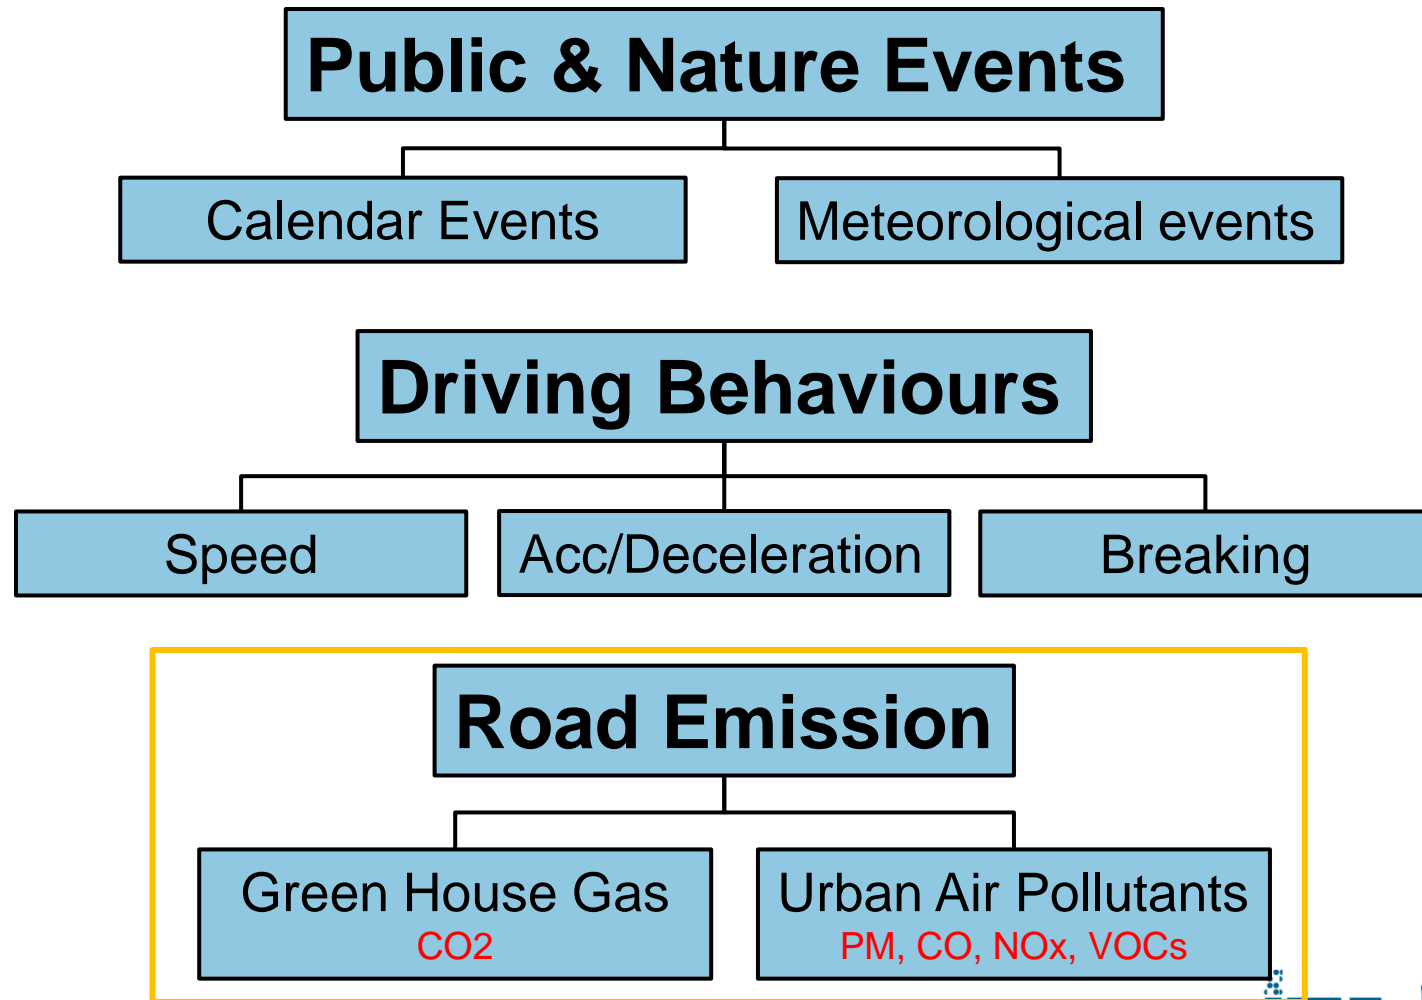 Public & Nature Events
Calendar Events
Meteorological events
Driving Behaviours
Speed
Acc/Deceleration
Breaking
Road Emission
Green House Gas
CO2
Urban Air Pollutants
PM, CO, NOx, VOCs